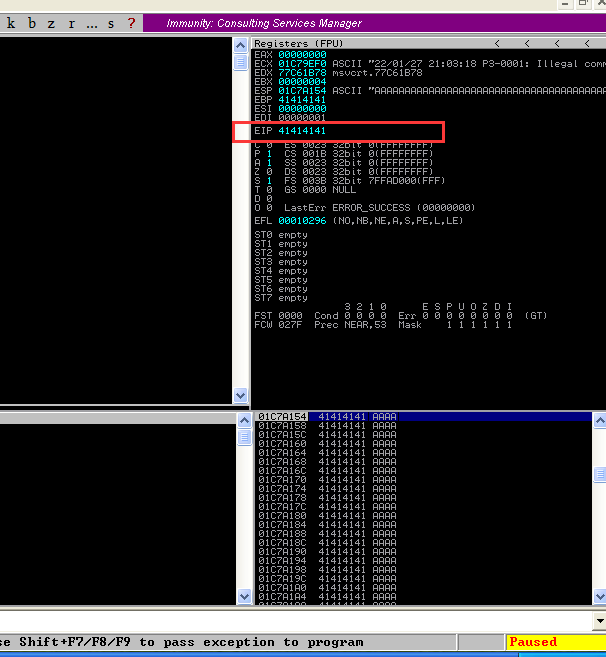 k b z r ... s ? Immunity: Consulting Services Manager
Registers (FPU) < < < <
EAX 00000000
ECX 01C79EF0 ASCII "22/01/27 21:03:18 P3-0001: Illegal comm
EDX 77C61B78 msvcrt.77C61B78
EBX 00000004
ESP 01C7A154 ASCII "AAAAAAAAAAAAAAAAAAAAAAAAAAAAAAAAAAAAAAA
EBP 41414141
ESI 00000000
EDI 00000001
EIP 41414141
C 0 ES 0023 32bit 0(FFFFFFFF)
P 1 CS 001B 32bit 0(FFFFFFFF)
A 1 SS 0023 32bit 0(FFFFFFFF)
Z 0 DS 0023 32bit 0(FFFFFFFF)
S 1 FS 003B 32bit 7FFAD000(FFF)
T 0 GS 0000 NULL
D 0
O 0 LastErr ERROR_SUCCESS (00000000)
EFL 00010296 (NO,NB,NE,A,S,PE,L,LE)
ST0 empty
ST1 empty
ST2 empty
ST3 empty
ST4 empty
ST5 empty
ST6 empty
ST7 empty
3 2 1 0 E S P U O Z D I
FST 0000 Cond 0 0 0 0 Err 0 0 0 0 0 0 0 0 (GT)
FCW 027F Prec NEAR,53 Mask 1 1 1 1 1 1
01C7A154 41414141 AAAA
01C7A158 41414141 AAAA
01C7A15C 41414141 AAAA
01C7A160 41414141 AAAA
01C7A164 41414141 AAAA
01C7A168 41414141 AAAA
01C7A16C 41414141 AAAA
01C7A170 41414141 AAAA
01C7A174 41414141 AAAA
01C7A178 41414141 AAAA
01C7A17C 41414141 AAAA
01C7A180 41414141 AAAA
01C7A184 41414141 AAAA
01C7A188 41414141 AAAA
01C7A18C 41414141 AAAA
01C7A190 41414141 AAAA
01C7A194 41414141 AAAA
01C7A198 41414141 AAAA
01C7A19C 41414141 AAAA
01C7A1A0 41414141 AAAA
01C7A1A4 41414141 AAAA
01C7A1A8 41414141 AAAA
se Shift+F7/F8/F9 to pass exception to program Paused